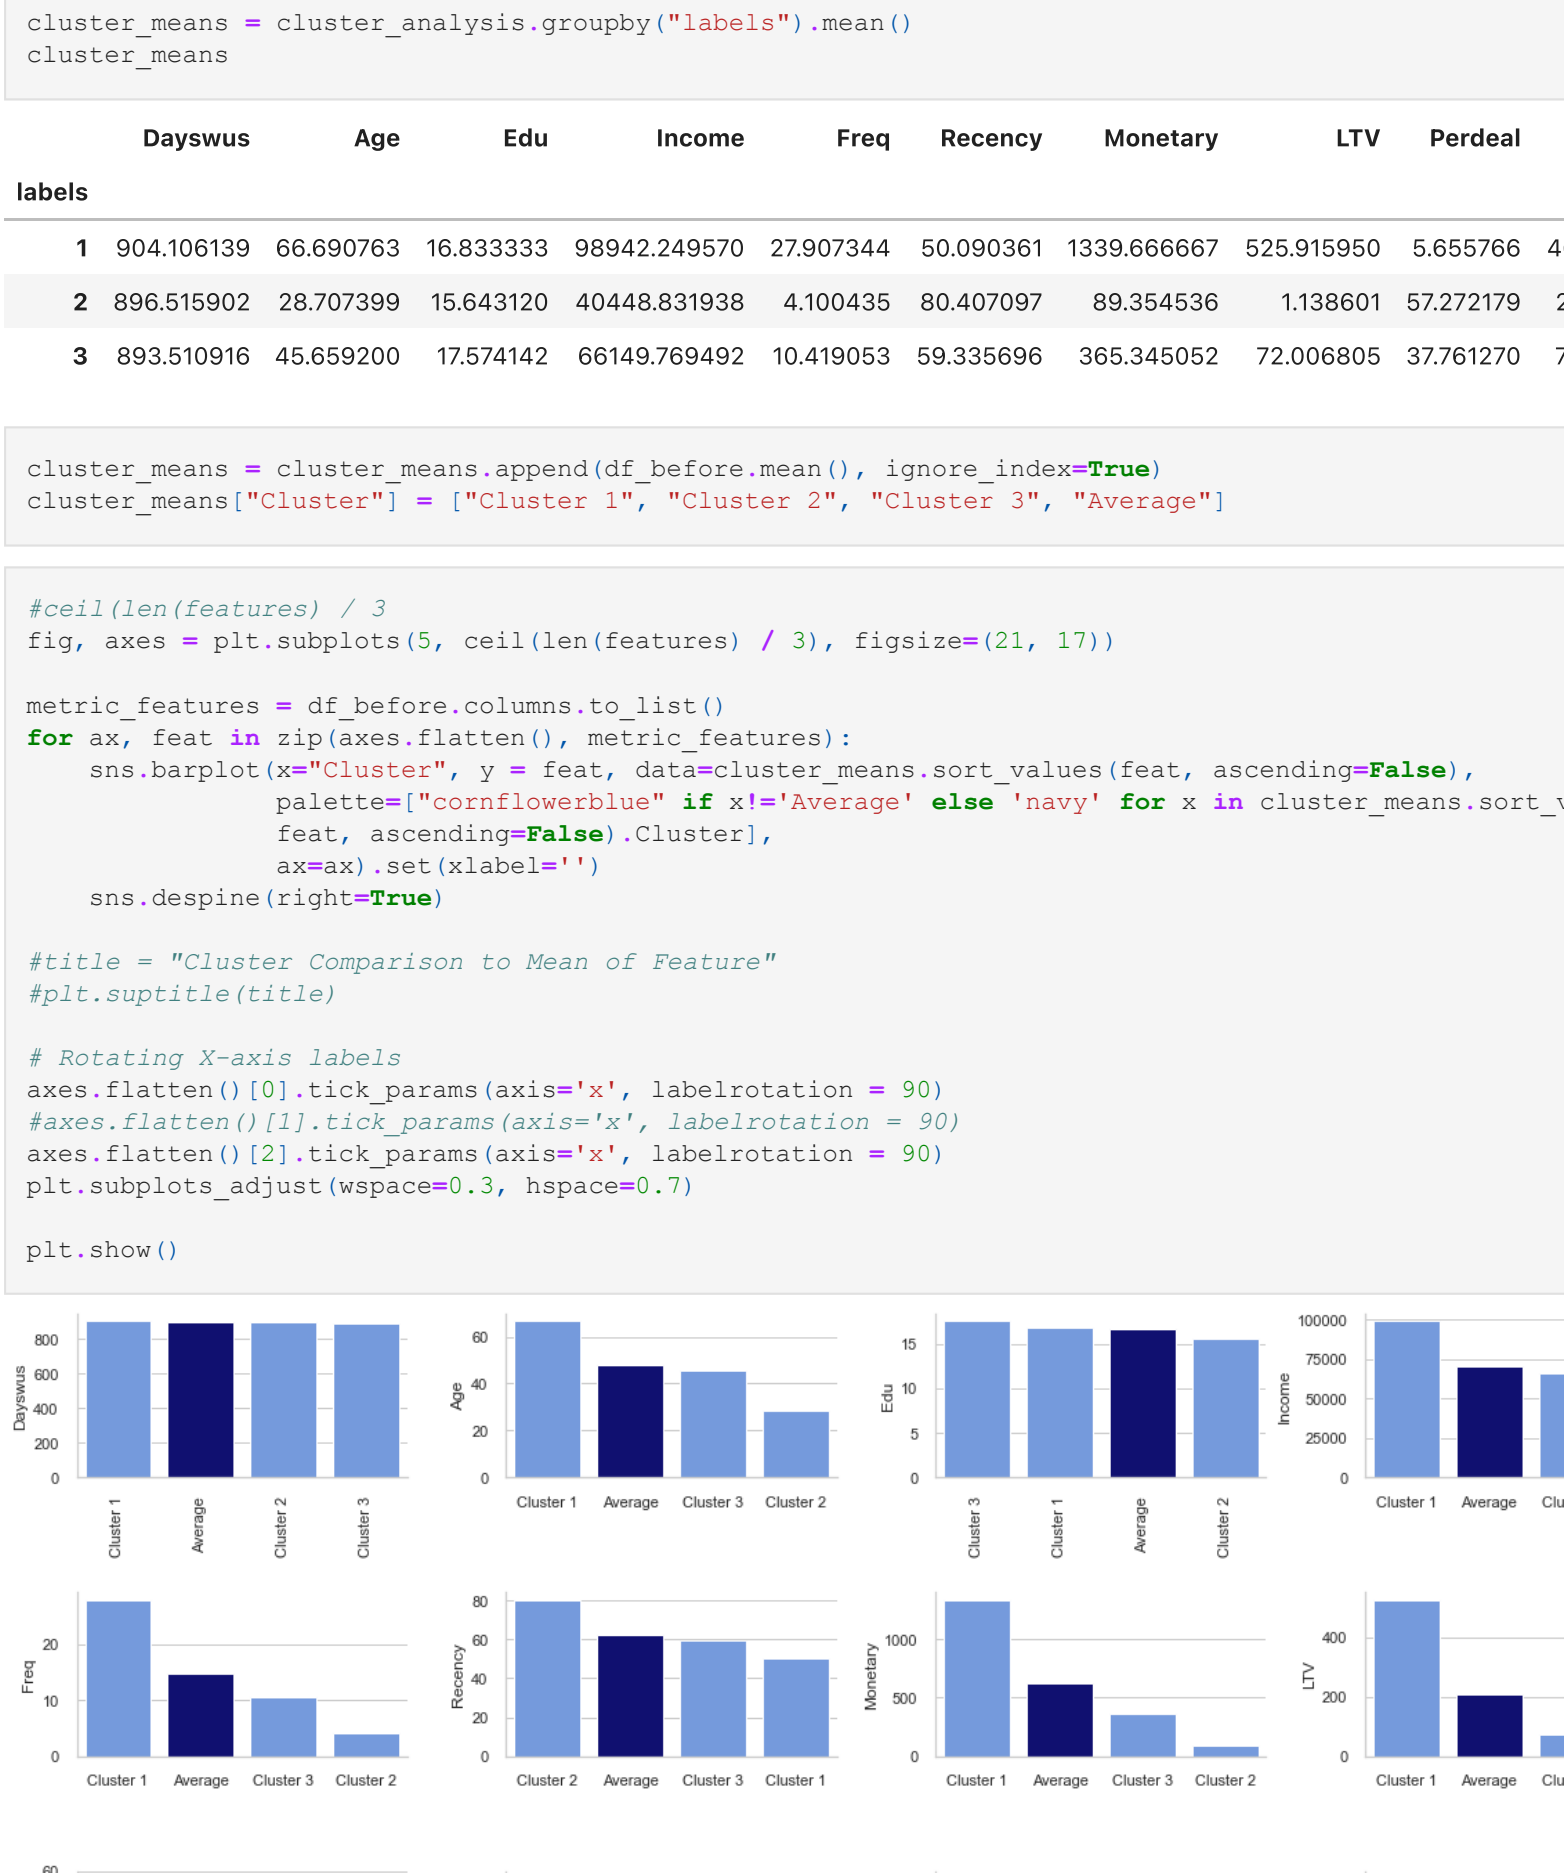 cluster_means = cluster_analysis.groupby("labels").mean()
cluster_means
Dayswus Age Edu Income Freq Recency Monetary LTV Perdeal
labels
1 904.106139 66.690763 16.833333 98942.249570 27.907344 50.090361 1339.666667 525.915950 5.655766 4
2 896.515902 28.707399 15.643120 40448.831938 4.100435 80.407097 89.354536 1.138601 57.272179 2
3 893.510916 45.659200 17.574142 66149.769492 10.419053 59.335696 365.345052 72.006805 37.761270 7
cluster_means = cluster_means.append(df_before.mean(), ignore_index=True)
cluster_means["Cluster"] = ["Cluster 1", "Cluster 2", "Cluster 3", "Average"]
#ceil(len(features) / 3
fig, axes = plt.subplots(5, ceil(len(features) / 3), figsize=(21, 17))
metric_features = df_before.columns.to_list()
for ax, feat in zip(axes.flatten(), metric_features):
    sns.barplot(x="Cluster", y = feat, data=cluster_means.sort_values(feat, ascending=False),
                palette=["cornflowerblue" if x!='Average' else 'navy' for x in cluster_means.sort_v
                feat, ascending=False).Cluster],
                ax=ax).set(xlabel='')
    sns.despine(right=True)
#title = "Cluster Comparison to Mean of Feature"
#plt.suptitle(title)
# Rotating X-axis labels
axes.flatten()[0].tick_params(axis='x', labelrotation = 90)
#axes.flatten()[1].tick_params(axis='x', labelrotation = 90)
axes.flatten()[2].tick_params(axis='x', labelrotation = 90)
plt.subplots_adjust(wspace=0.3, hspace=0.7)
plt.show()
Dayswus
800
600
400
200
0
Cluster 1 Average Cluster 2 Cluster 3
Age
60
40
20
0
Cluster 1 Average Cluster 3 Cluster 2
Edu
15
10
5
0
Cluster 3 Cluster 1 Average Cluster 2
Income
100000
75000
50000
25000
0
Cluster 1 Average Clu
Freq
20
10
0
Cluster 1 Average Cluster 3 Cluster 2
Recency
80
60
40
20
0
Cluster 2 Average Cluster 3 Cluster 1
Monetary
1000
500
0
Cluster 1 Average Cluster 3 Cluster 2
LTV
400
200
0
Cluster 1 Average Clu
60